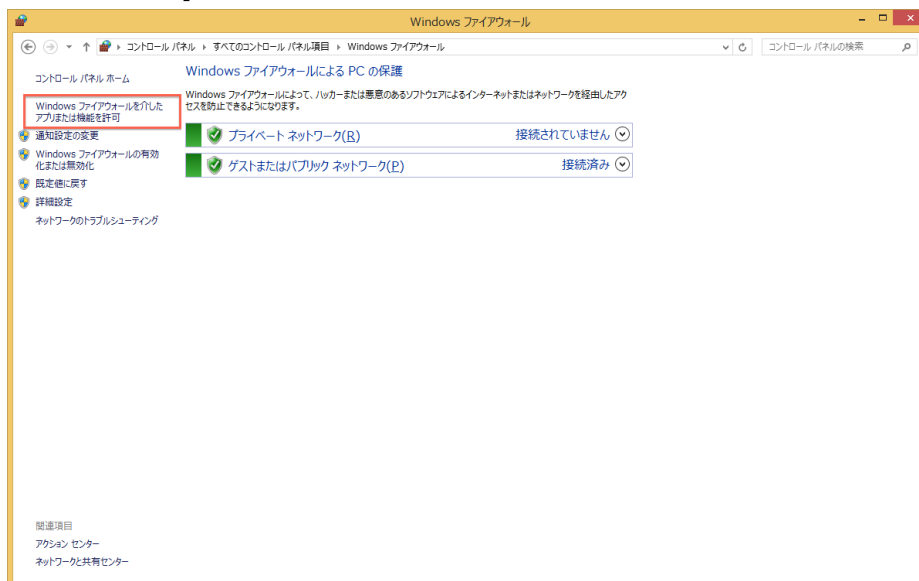 Windows ファイアウォール
コントロール パネル すべてのコントロール パネル項目 Windows ファイアウォール
コントロール パネルの検索
コントロール パネル ホーム
Windows ファイアウォールを介した
アプリまたは機能を許可
通知設定の変更
Windows ファイアウォールの有効
化または無効化
既定値に戻す
詳細設定
ネットワークのトラブルシューティング
Windows ファイアウォールによる PC の保護
Windows ファイアウォールによって、ハッカーまたは悪意のあるソフトウェアによるインターネットまたはネットワークを経由したアク
セスを防止できるようになります。
プライベート ネットワーク(R) 接続されていません
ゲストまたはパブリック ネットワーク(P) 接続済み
関連項目
アクション センター
ネットワークと共有センター